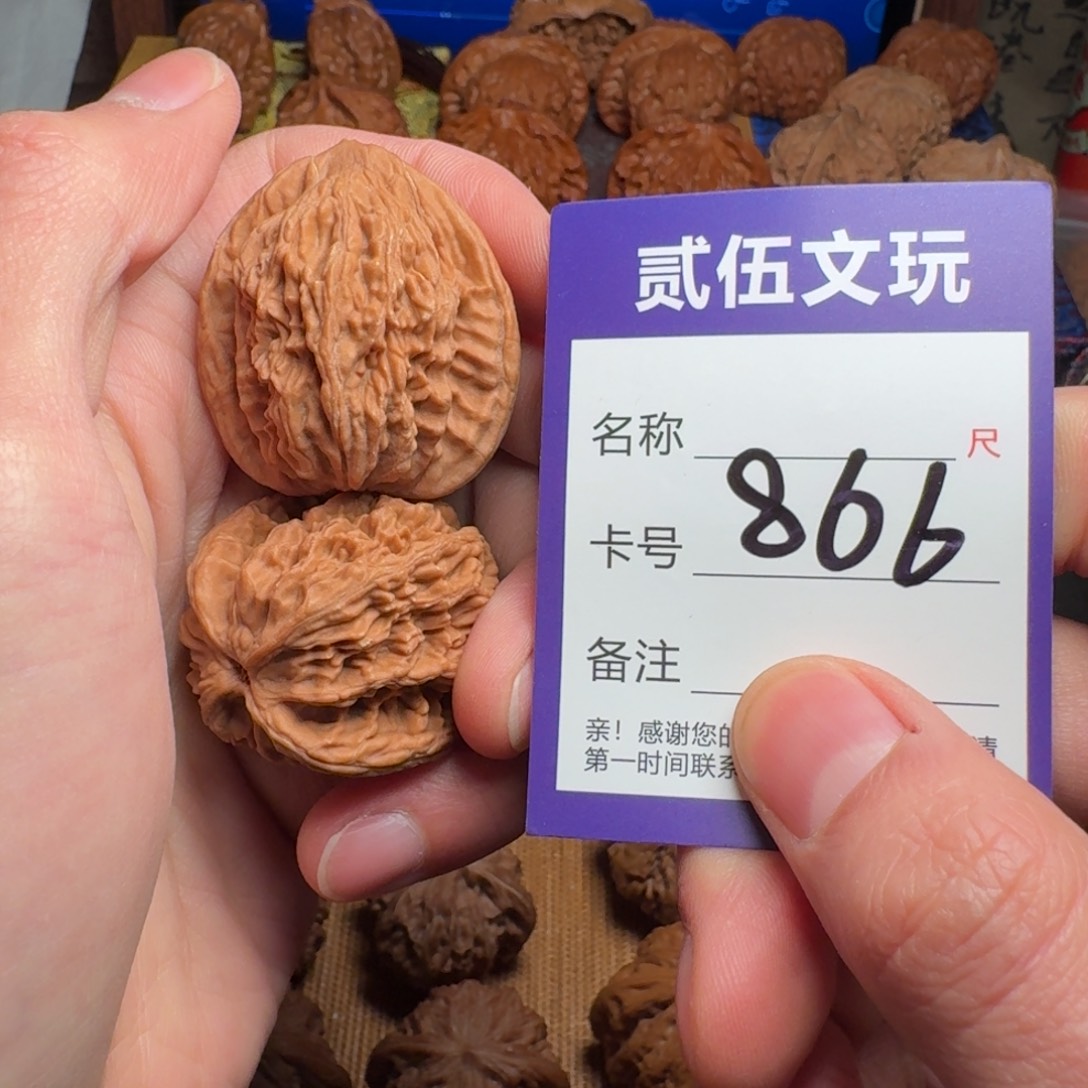 贰伍文玩
名称 尺
卡号 866
备注
亲！感谢您的
第一时间联系